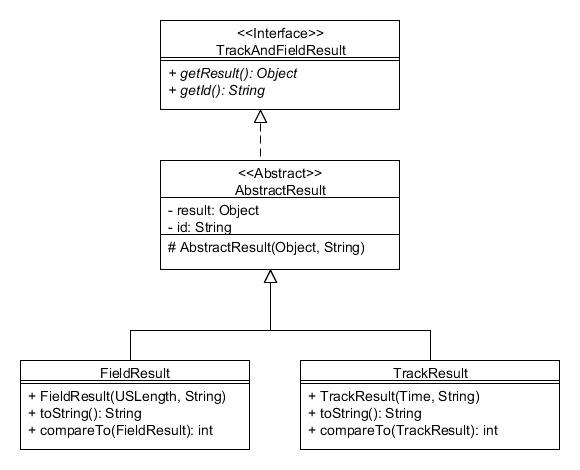 <<Interface>>
TrackAndFieldResult
+ getResult(): Object
+ getId(): String
<<Abstract>>
AbstractResult
- result: Object
- id: String
# AbstractResult(Object, String)
FieldResult
+ FieldResult(USLength, String)
+ toString(): String
+ compareTo(FieldResult): int
TrackResult
+ TrackResult(Time, String)
+ toString(): String
+ compareTo(TrackResult): int